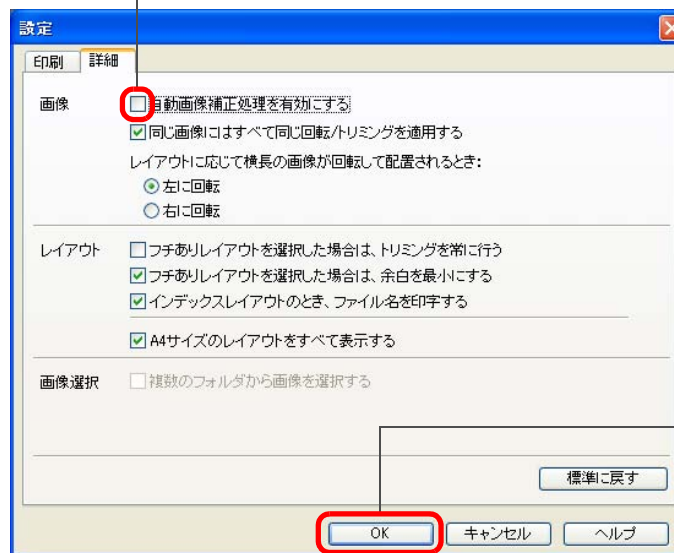 設定
印刷 詳細
画像 自動画像補正処理を有効にする
同じ画像にはすべて同じ回転/トリミングを適用する
レイアウトに応じて横長の画像が回転して配置されるとき:
左に回転
右に回転
レイアウト フチありレイアウトを選択した場合は、トリミングを常に行う
フチありレイアウトを選択した場合は、余白を最小にする
インデックスレイアウトのとき、ファイル名を印字する
A4サイズのレイアウトをすべて表示する
画像選択 複数のフォルダから画像を選択する
標準に戻す
OK キャンセル ヘルプ